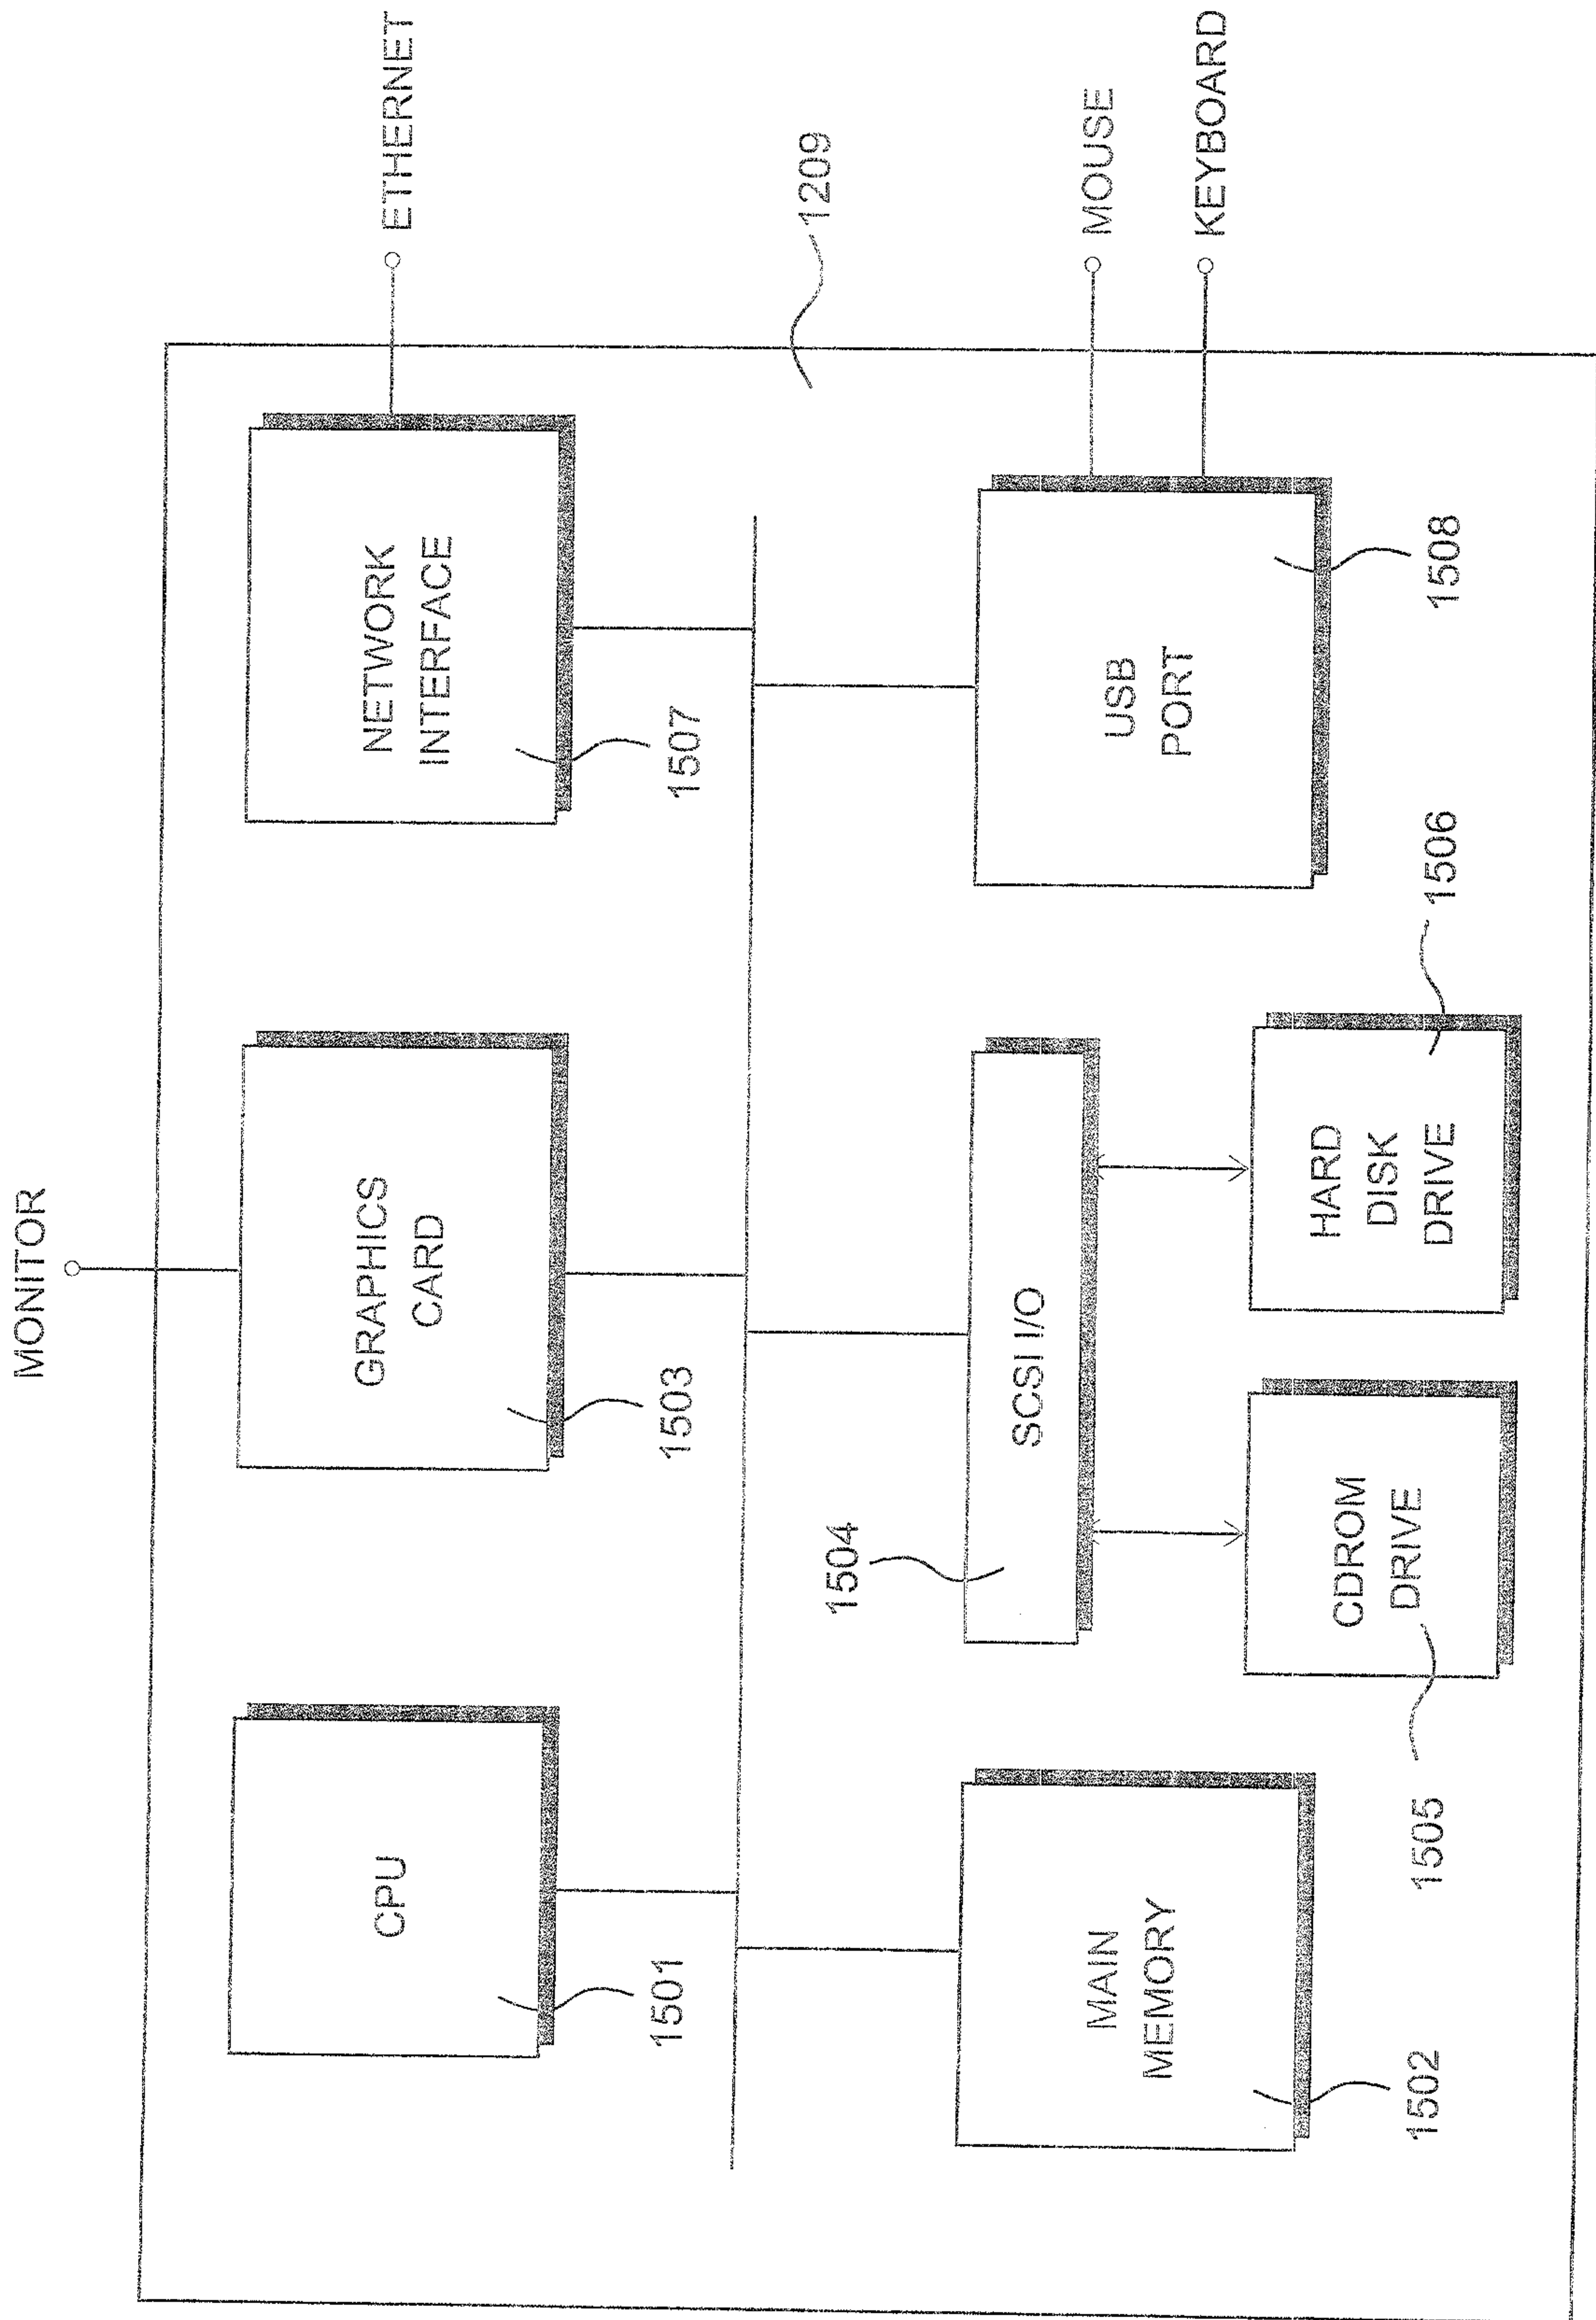 MONITOR
CPU
1501
GRAPHICS
CARD
1503
NETWORK
INTERFACE
1507
ETHERNET
1209
MAIN
MEMORY
1502
1504
SCSI I/O
CDROM
DRIVE
1505
HARD
DISK
DRIVE
1506
USB
PORT
1508
MOUSE
KEYBOARD